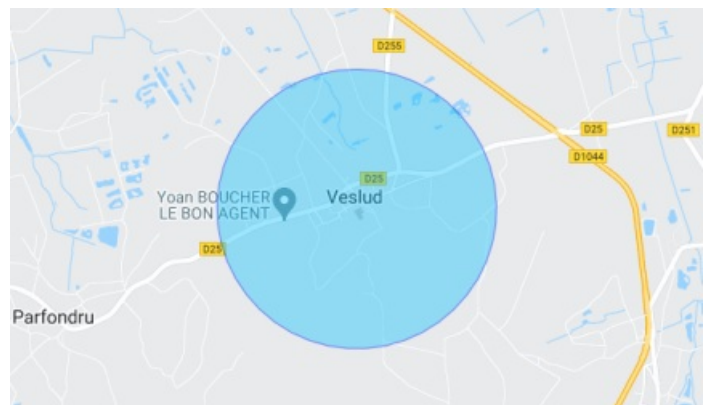 D255
D25
D251
D1044
D25
Yoan BOUCHER
LE BON AGENT
Veslud
D25
Parfondru